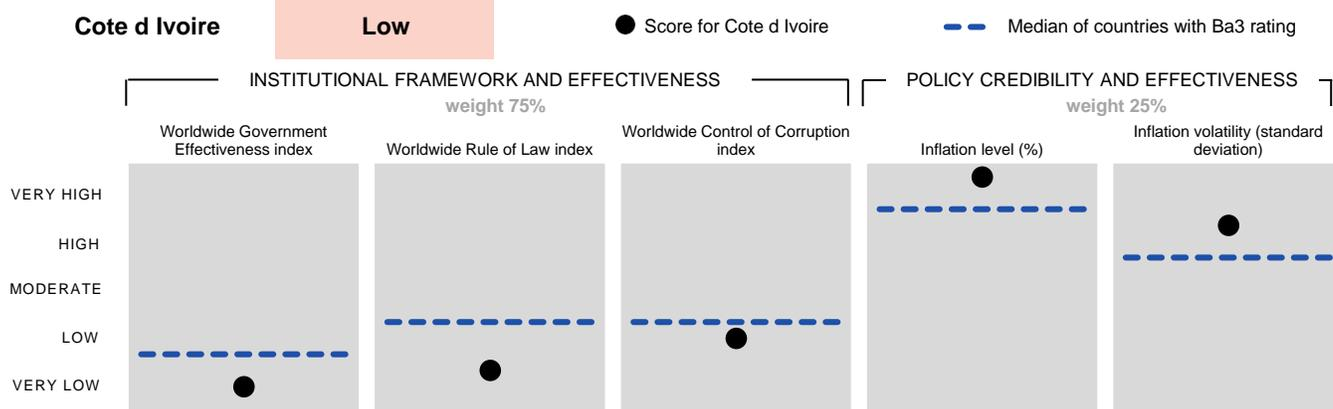 Cote d Ivoire
Low
Score for Cote d Ivoire
Median of countries with Ba3 rating
INSTITUTIONAL FRAMEWORK AND EFFECTIVENESS
weight 75%
POLICY CREDIBILITY AND EFFECTIVENESS
weight 25%
Worldwide Government
Effectiveness index
Worldwide Rule of Law index
Worldwide Control of Corruption
index
Inflation level (%)
Inflation volatility (standard
deviation)
VERY HIGH
HIGH
MODERATE
LOW
VERY LOW